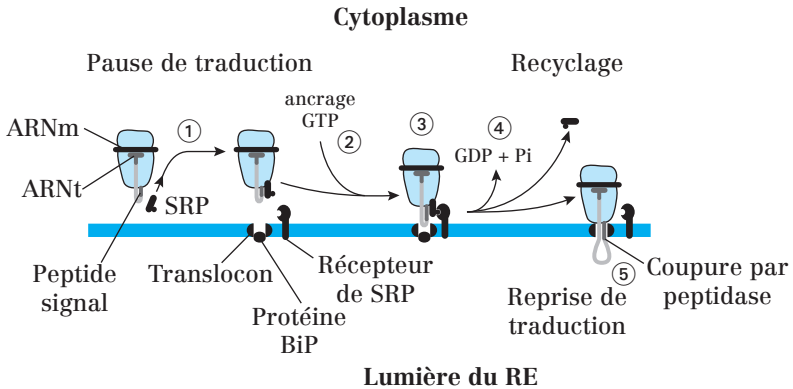 Cytoplasme
Pause de traduction
Recyclage
ancrage
GTP
ARNm
①
②
③
④
GDP + Pi
ARNt
SRP
Peptide
signal
Translocon
Récepteur
de SRP
Protéine
BiP
⑤
Coupure par
peptidase
Reprise de
traduction
Lumière du RE